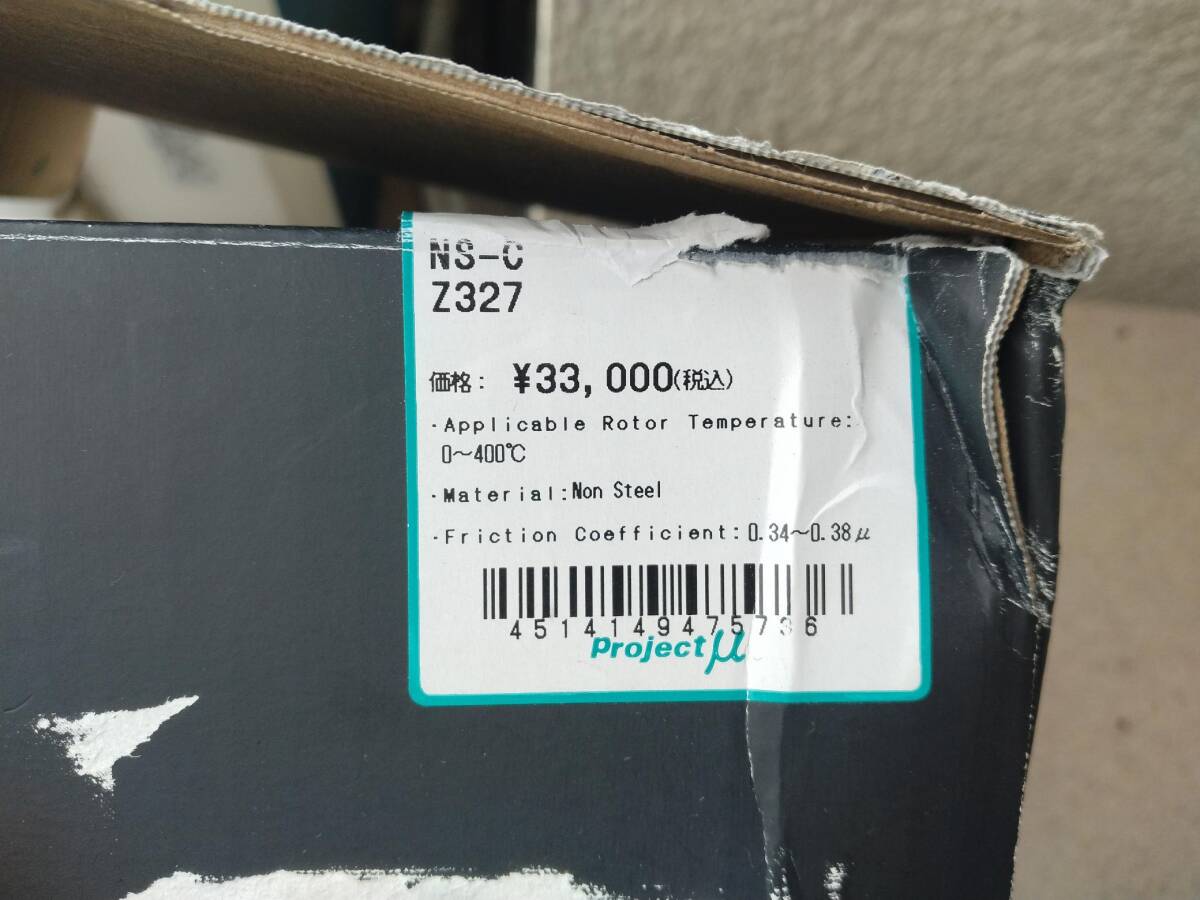 NS-C
Z327
価格: ¥33,000(税込)
・Applicable Rotor Temperature:
0～400℃
・Material:Non Steel
・Friction Coefficient:0.34～0.38μ
4514149475736
Project μ